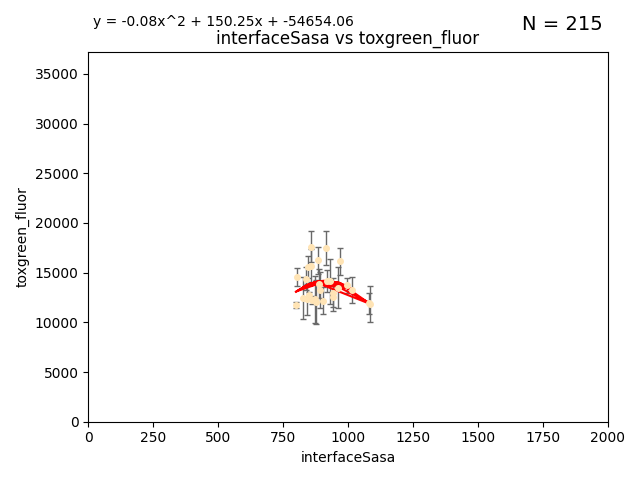 y = -0.08x^2 + 150.25x + -54654.06
N = 215
interfaceSasa vs toxgreen_fluor
35000
30000
25000
20000
15000
10000
5000
0
toxgreen_fluor
0 250 500 750 1000 1250 1500 1750 2000
interfaceSasa